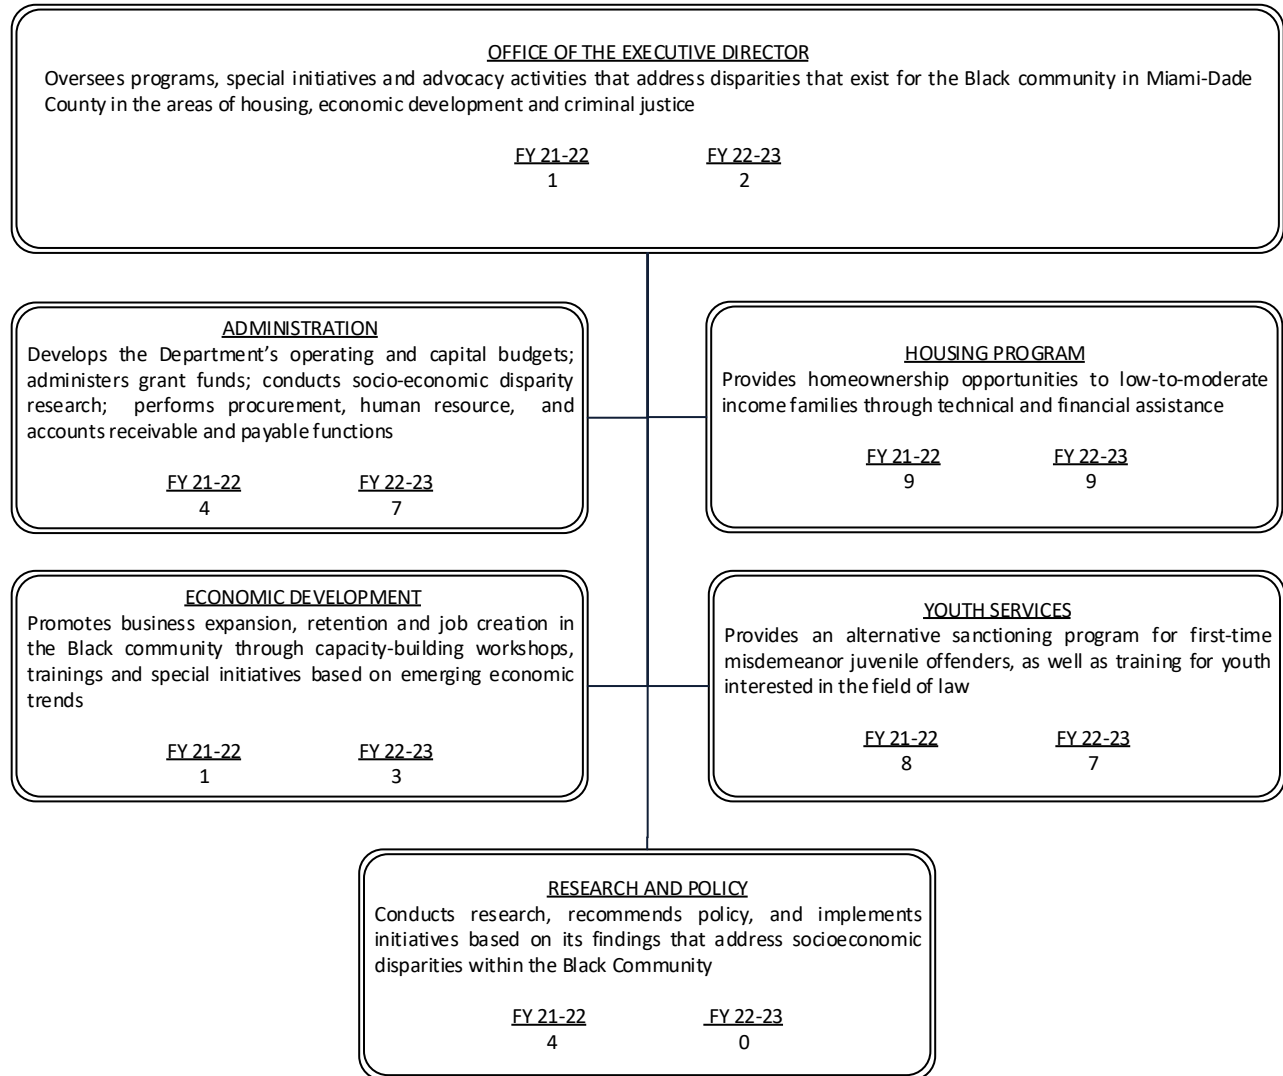 OFFICE OF THE EXECUTIVE DIRECTOR
Oversees programs, special initiatives and advocacy activities that address disparities that exist for the Black community in Miami-Dade
County in the areas of housing, economic development and criminal justice
FY 21-22 FY 22-23
1 2
ADMINISTRATION
Develops the Department's operating and capital budgets;
administers grant funds; conducts socio-economic disparity
research; performs procurement, human resource, and
accounts receivable and payable functions
FY 21-22 FY 22-23
4 7
HOUSING PROGRAM
Provides homeownership opportunities to low-to-moderate
income families through technical and financial assistance
FY 21-22 FY 22-23
9 9
ECONOMIC DEVELOPMENT
Promotes business expansion, retention and job creation in
the Black community through capacity-building workshops,
trainings and special initiatives based on emerging economic
trends
FY 21-22 FY 22-23
1 3
YOUTH SERVICES
Provides an alternative sanctioning program for first-time
misdemeanor juvenile offenders, as well as training for youth
interested in the field of law
FY 21-22 FY 22-23
8 7
RESEARCH AND POLICY
Conducts research, recommends policy, and implements
initiatives based on its findings that address socioeconomic
disparities within the Black Community
FY 21-22 FY 22-23
4 0